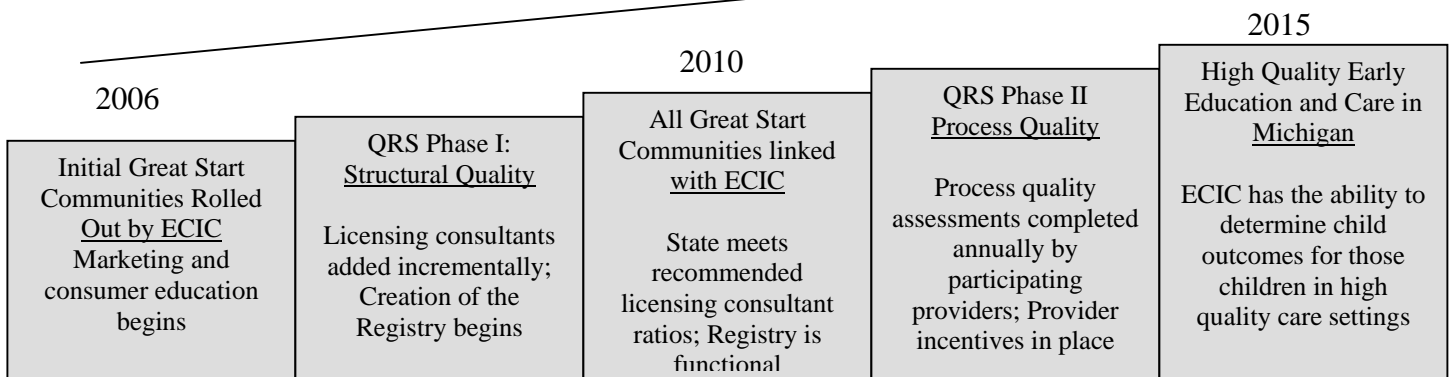 2006
Initial Great Start
Communities Rolled
Out by ECIC
Marketing and
consumer education
begins
QRS Phase I:
Structural Quality
Licensing consultants
added incrementally;
Creation of the
Registry begins
2010
All Great Start
Communities linked
with ECIC
State meets
recommended
licensing consultant
ratios; Registry is
functional
QRS Phase II
Process Quality
Process quality
assessments completed
annually by
participating
providers; Provider
incentives in place
2015
High Quality Early
Education and Care in
Michigan
ECIC has the ability to
determine child
outcomes for those
children in high
quality care settings